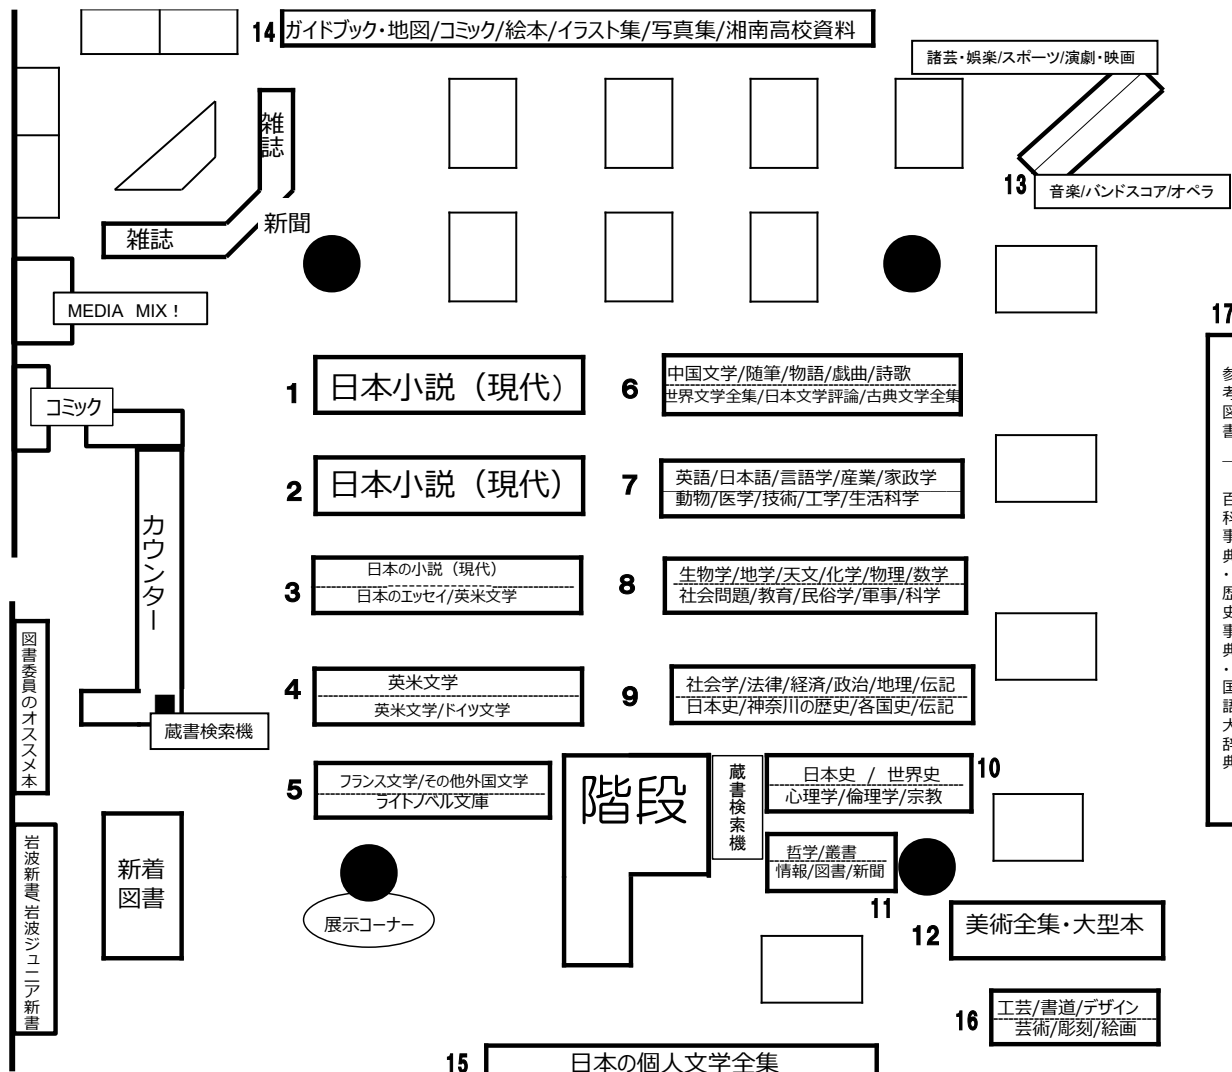 14 ガイドブック・地図/コミック/絵本/イラスト集/写真集/湘南高校資料
諸芸・娯楽/スポーツ/演劇・映画
13 音楽/バンドスコア/オペラ
雑誌
雑誌
新聞
MEDIA MIX！
コミック
カウンター
蔵書検索機
図書委員のオススメ本
岩波新書/岩波ジュニア新書
新着
図書
展示コーナー
1 日本小説（現代）
2 日本小説（現代）
3 日本の小説（現代）
日本のエッセイ/英米文学
4 英米文学
英米文学/ドイツ文学
5 フランス文学/その他外国文学
ライトノベル文庫
6 中国文学/随筆/物語/戯曲/詩歌
世界文学全集/日本文学評論/古典文学全集
7 英語/日本語/言語学/産業/家政学
動物/医学/技術/工学/生活科学
8 生物学/地学/天文/化学/物理/数学
社会問題/教育/民俗学/軍事/科学
9 社会学/法律/経済/政治/地理/伝記
日本史/神奈川の歴史/各国史/伝記
階段
蔵書検索機
10 日本史 / 世界史
心理学/倫理学/宗教
哲学/叢書
情報/図書/新聞
11
12 美術全集・大型本
16 工芸/書道/デザイン
芸術/彫刻/絵画
15 日本の個人文学全集
17
参考図書―百科事典・歴史事典・国語大辞典